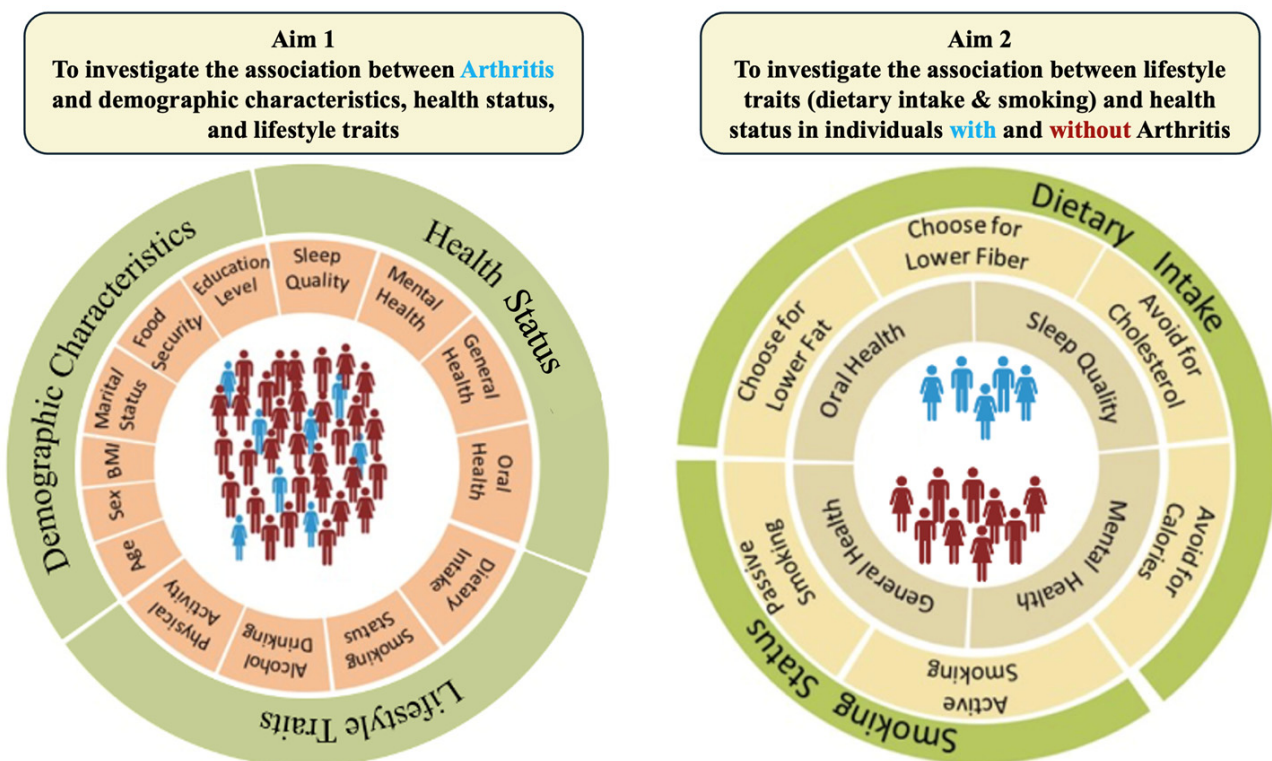 Aim 1
To investigate the association between Arthritis
and demographic characteristics, health status,
and lifestyle traits
Demographic Characteristics
Health Status
Lifestyle Traits
Age
Sex
BMI
Marital
Status
Food
Security
Education
Level
Sleep
Quality
Mental
Health
General
Health
Oral
Health
Dietary
Intake
Smoking
Status
Alcohol
Drinking
Physical
Activity
Aim 2
To investigate the association between lifestyle
traits (dietary intake & smoking) and health
status in individuals with and without Arthritis
Dietary Intake
Smoking Status
Choose for
Lower Fat
Choose for
Lower Fiber
Avoid for
Cholesterol
Avoid for
Calories
Active
Smoking
Passive
Smoking
Oral Health
Sleep Quality
Mental Health
General Health